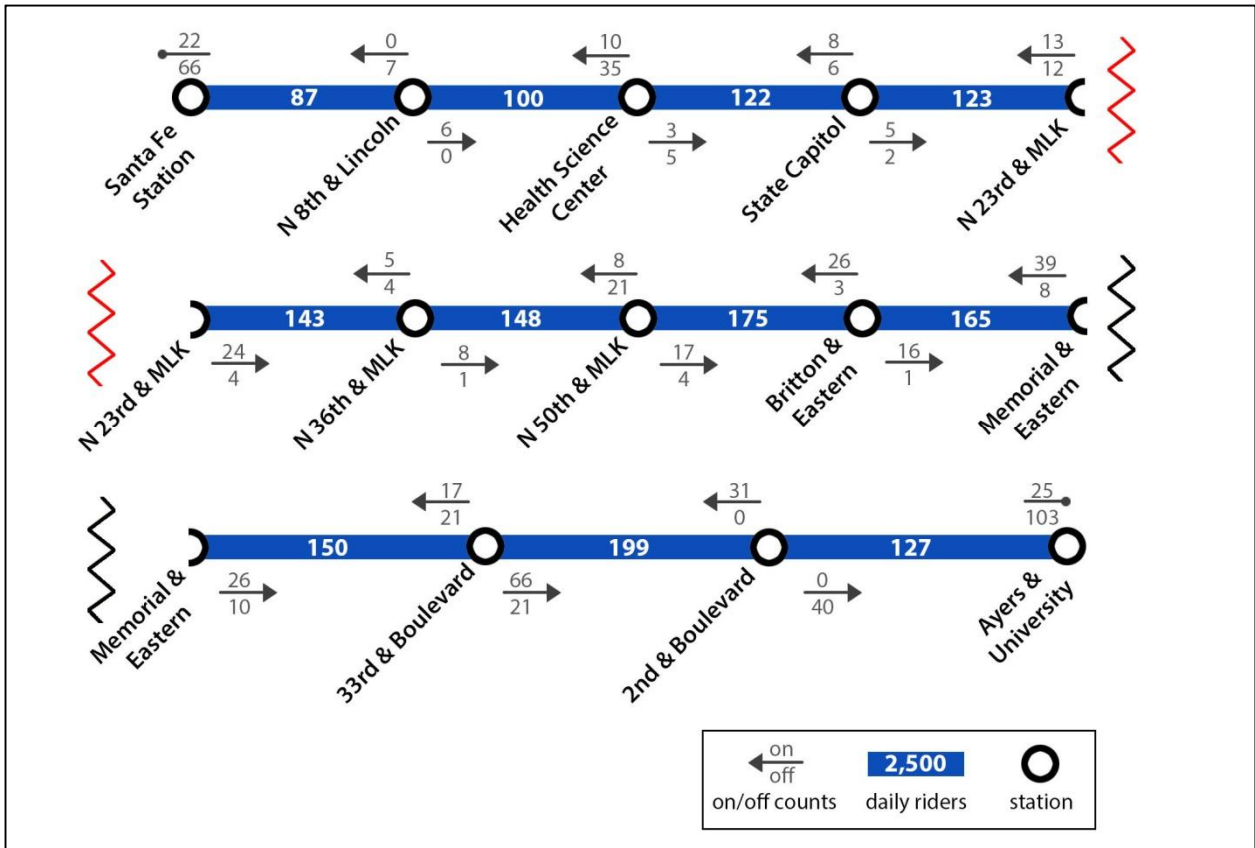 22
66
0
7
10
35
8
6
13
12
87
100
122
123
6
0
3
5
5
2
Santa Fe
Station
N 8th & Lincoln
Health Science
Center
State Capitol
N 23rd & MLK
5
4
8
21
26
3
39
8
143
148
175
165
24
4
8
1
17
4
16
1
N 23rd & MLK
N 36th & MLK
N 50th & MLK
Britton &
Eastern
Memorial &
Eastern
17
21
31
0
25
103
150
199
127
26
10
66
21
0
40
Memorial &
Eastern
33rd & Boulevard
2nd & Boulevard
Ayers &
University
on
off
2,500
on/off counts
daily riders
station